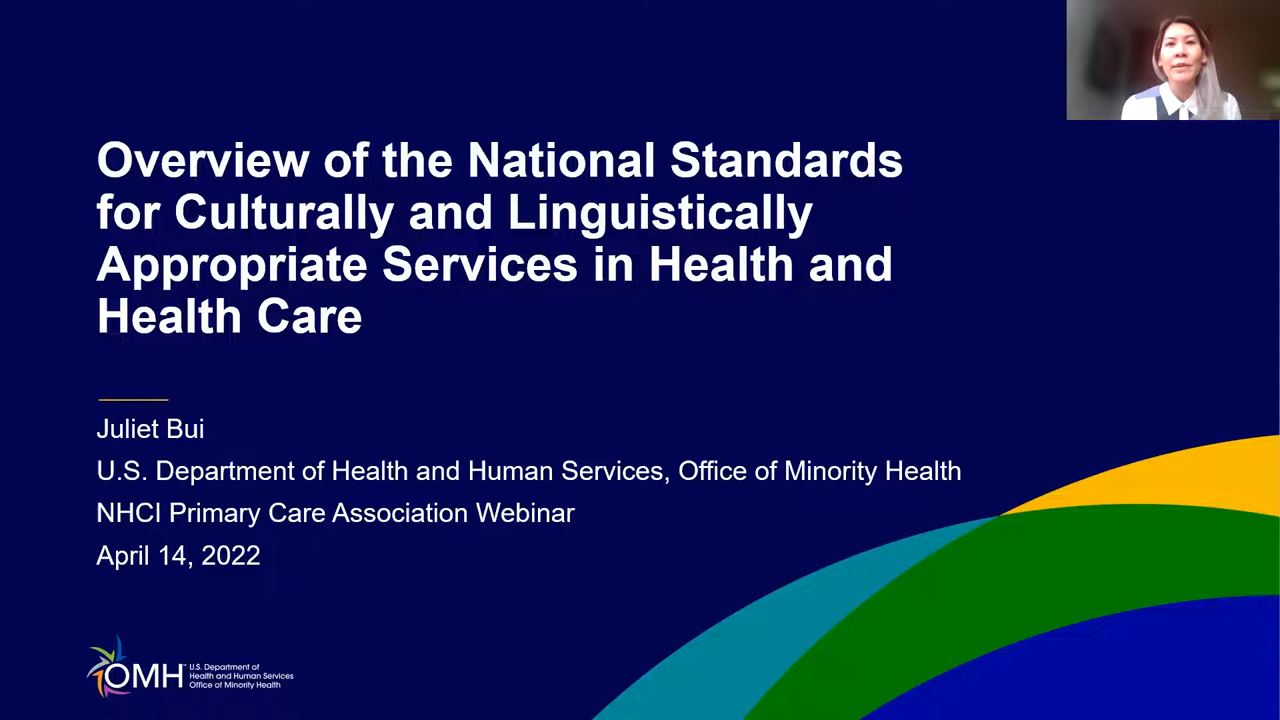 Overview of the National Standards
for Culturally and Linguistically
Appropriate Services in Health and
Health Care
Juliet Bui
U.S. Department of Health and Human Services, Office of Minority Health
NHCI Primary Care Association Webinar
April 14, 2022
OMH™
U.S. Department of
Health and Human Services
Office of Minority Health